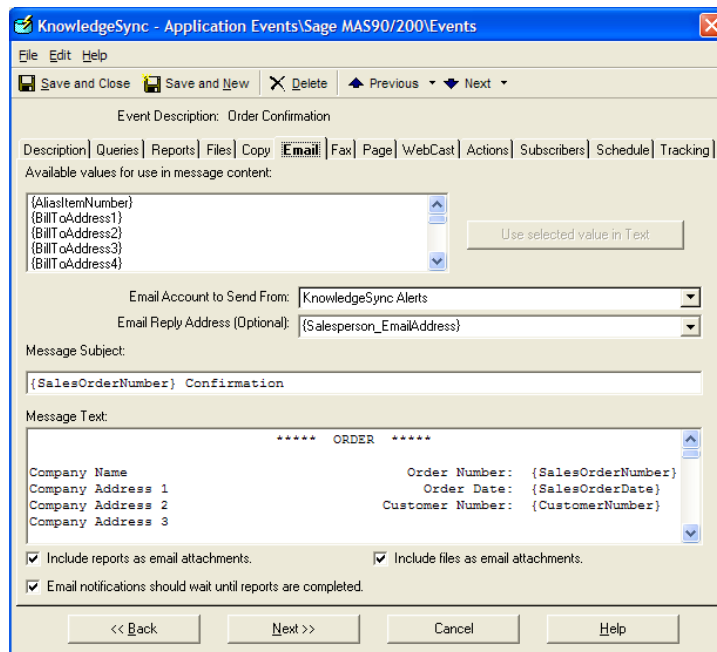 KnowledgeSync - Application Events\Sage MAS90/200\Events
File Edit Help
Save and Close Save and New Delete Previous Next
Event Description: Order Confirmation
Description Queries Reports Files Copy Email Fax Page WebCast Actions Subscribers Schedule Tracking
Available values for use in message content:
{AliasItemNumber}
{BillToAddress1}
{BillToAddress2}
{BillToAddress3}
{BillToAddress4}
Use selected value in Text
Email Account to Send From: KnowledgeSync Alerts
Email Reply Address (Optional): {Salesperson_EmailAddress}
Message Subject:
{SalesOrderNumber} Confirmation
Message Text:
***** ORDER *****
Company Name Order Number: {SalesOrderNumber}
Company Address 1 Order Date: {SalesOrderDate}
Company Address 2 Customer Number: {CustomerNumber}
Company Address 3
Include reports as email attachments. Include files as email attachments.
Email notifications should wait until reports are completed.
<< Back Next >> Cancel Help